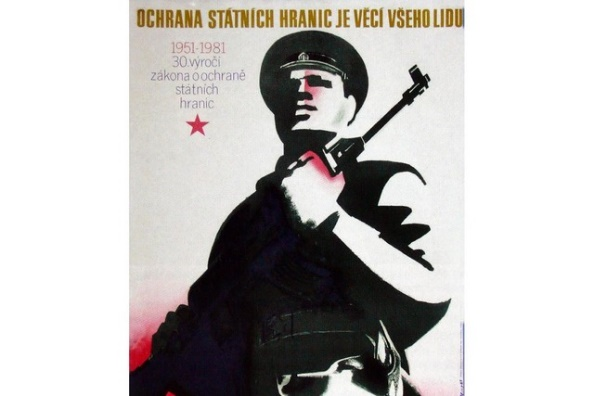 OCHRANA STÁTNÍCH HRANIC JE VĚCÍ VŠEHO LIDU
1951-1981
30. výročí
zákona o ochraně
státních
hranic